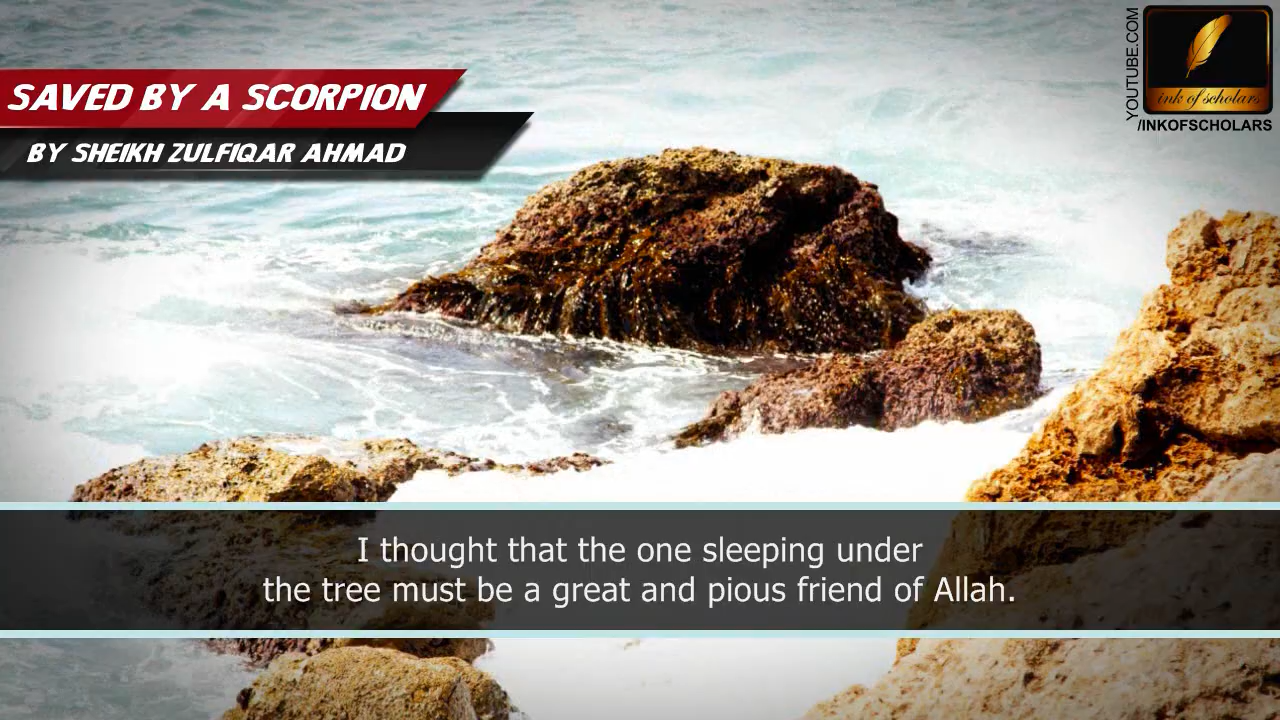 SAVED BY A SCORPION
BY SHEIKH ZULFIQAR AHMAD
YOUTUBE.COM
ink of scholars
/INKOFSCHOLARS
I thought that the one sleeping under
the tree must be a great and pious friend of Allah.